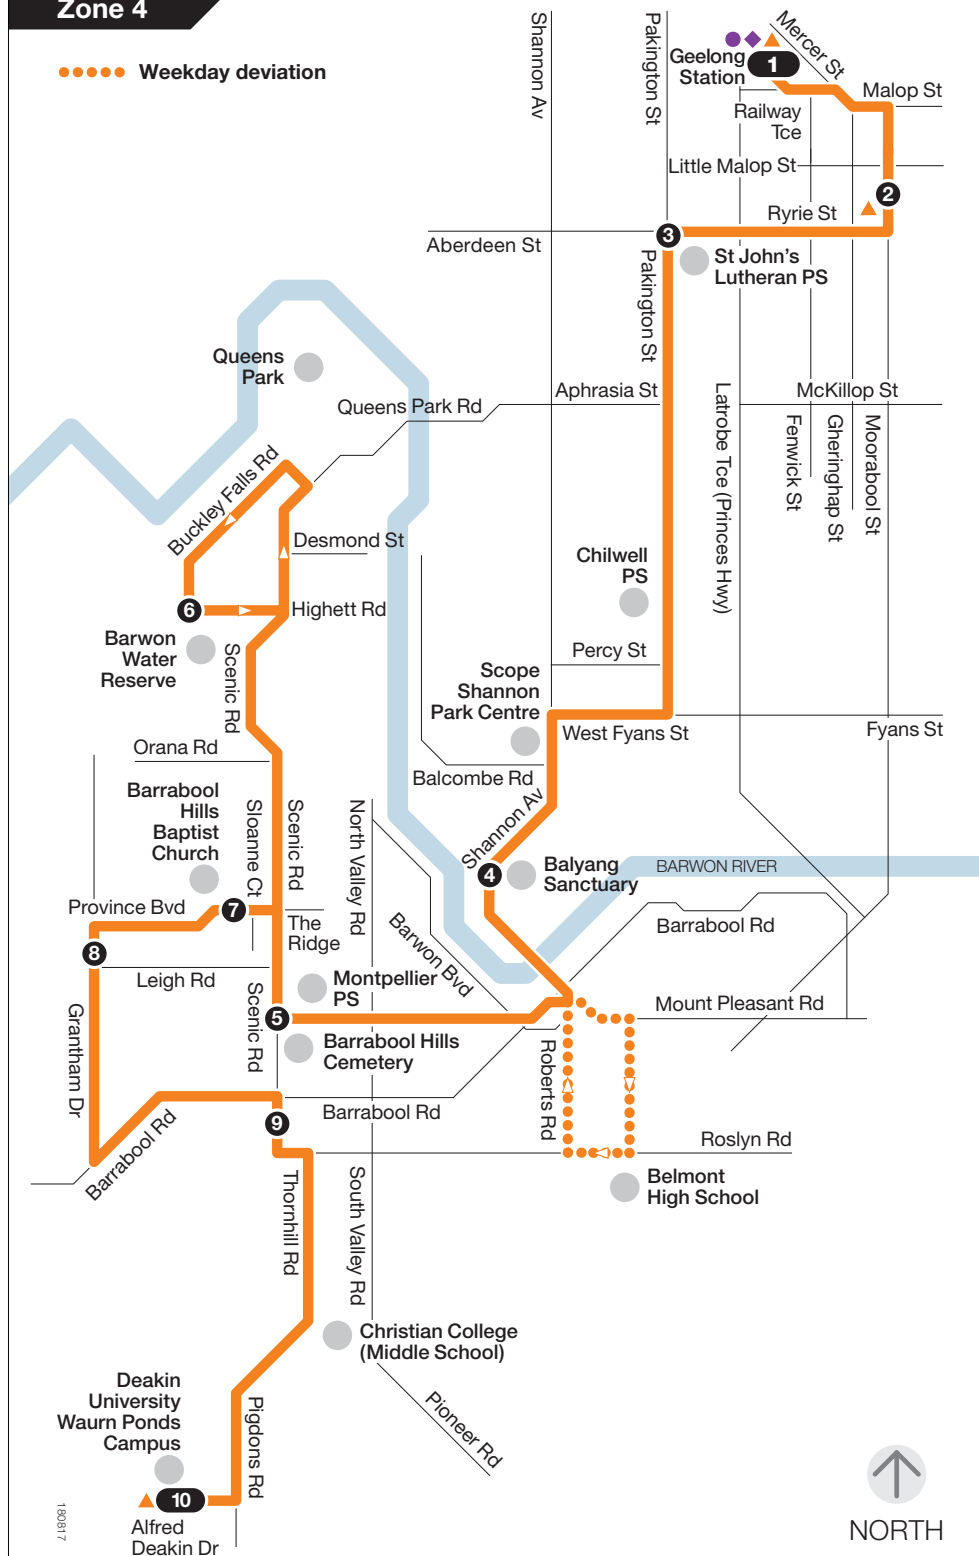 Zone 4
Weekday deviation
Shannon Av
Pakington St
Mercer St
Geelong
Station
1
Malop St
Railway
Tce
Little Malop St
2
Ryrie St
3
Aberdeen St
St John's
Lutheran PS
Pakington St
Queens
Park
Aphrasia St
McKillop St
Queens Park Rd
Latrobe Tce (Princes Hwy)
Fenwick St
Gheringhap St
Moorabool St
Buckley Falls Rd
Desmond St
Chilwell
PS
6
Highett Rd
Barwon
Water
Reserve
Scenic Rd
Percy St
Scope
Shannon
Park Centre
West Fyans St
Fyans St
Orana Rd
Balcombe Rd
Barrabool
Hills
Baptist
Church
Sloanne Ct
Scenic Rd
North Valley Rd
Shannon Av
4
Balyang
Sanctuary
BARWON RIVER
Province Bvd
7
The
Ridge
Barwon Bvd
Barrabool Rd
8
Leigh Rd
Montpellier
PS
Mount Pleasant Rd
Scenic Rd
5
Barrabool Hills
Cemetery
Grantham Dr
Roberts Rd
Barrabool Rd
Barrabool Rd
9
Roslyn Rd
Thornhill Rd
South Valley Rd
Belmont
High School
Christian College
(Middle School)
Deakin
University
Waurn Ponds
Campus
Pigdons Rd
Pioneer Rd
10
Alfred
Deakin Dr
180817
NORTH